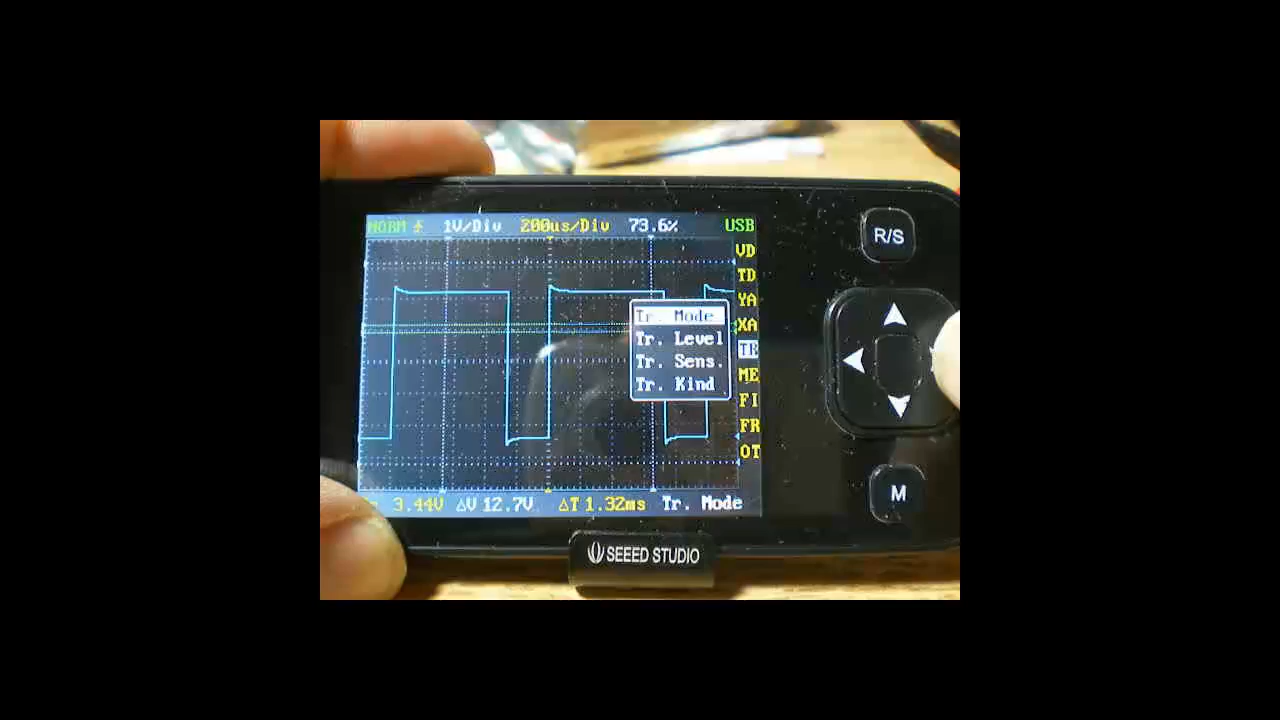 NORM 1V/Div 200us/Div 73.6% USB
VD
TD
YA
XA
TR
ME
FI
FR
OT
Tr. Mode
Tr. Level
Tr. Sens.
Tr. Kind
3.44V ΔV 12.7V ΔT 1.32ms Tr. Mode
R/S
M
SEEED STUDIO